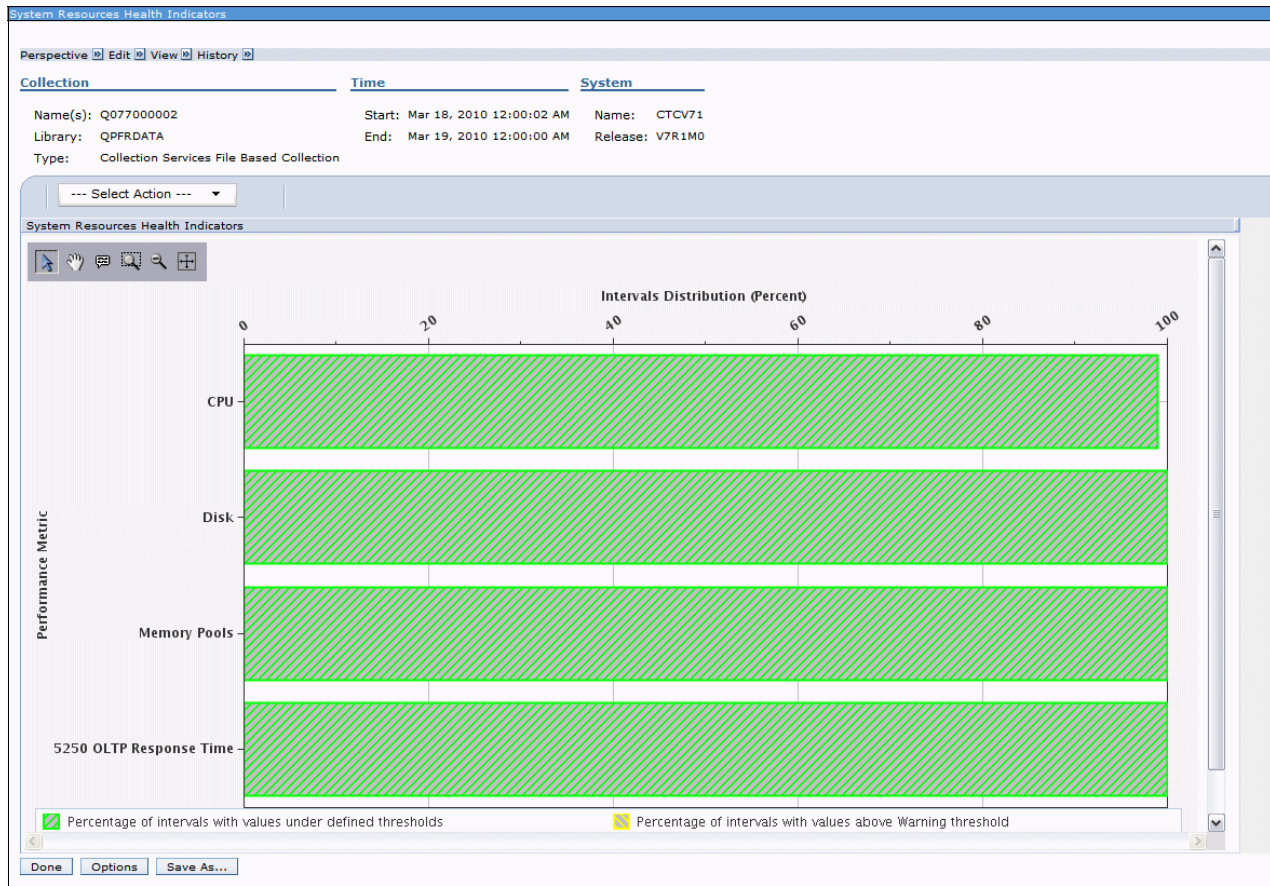 System Resources Health Indicators
Perspective Edit View History
Collection Time System
Name(s): Q077000002 Start: Mar 18, 2010 12:00:02 AM Name: CTCV71
Library: QPFRDATA End: Mar 19, 2010 12:00:00 AM Release: V7R1M0
Type: Collection Services File Based Collection
--- Select Action ---
System Resources Health Indicators
Intervals Distribution (Percent)
0 20 40 60 80 100
Performance Metric
CPU
Disk
Memory Pools
5250 OLTP Response Time
Percentage of intervals with values under defined thresholds Percentage of intervals with values above Warning threshold
Done Options Save As...